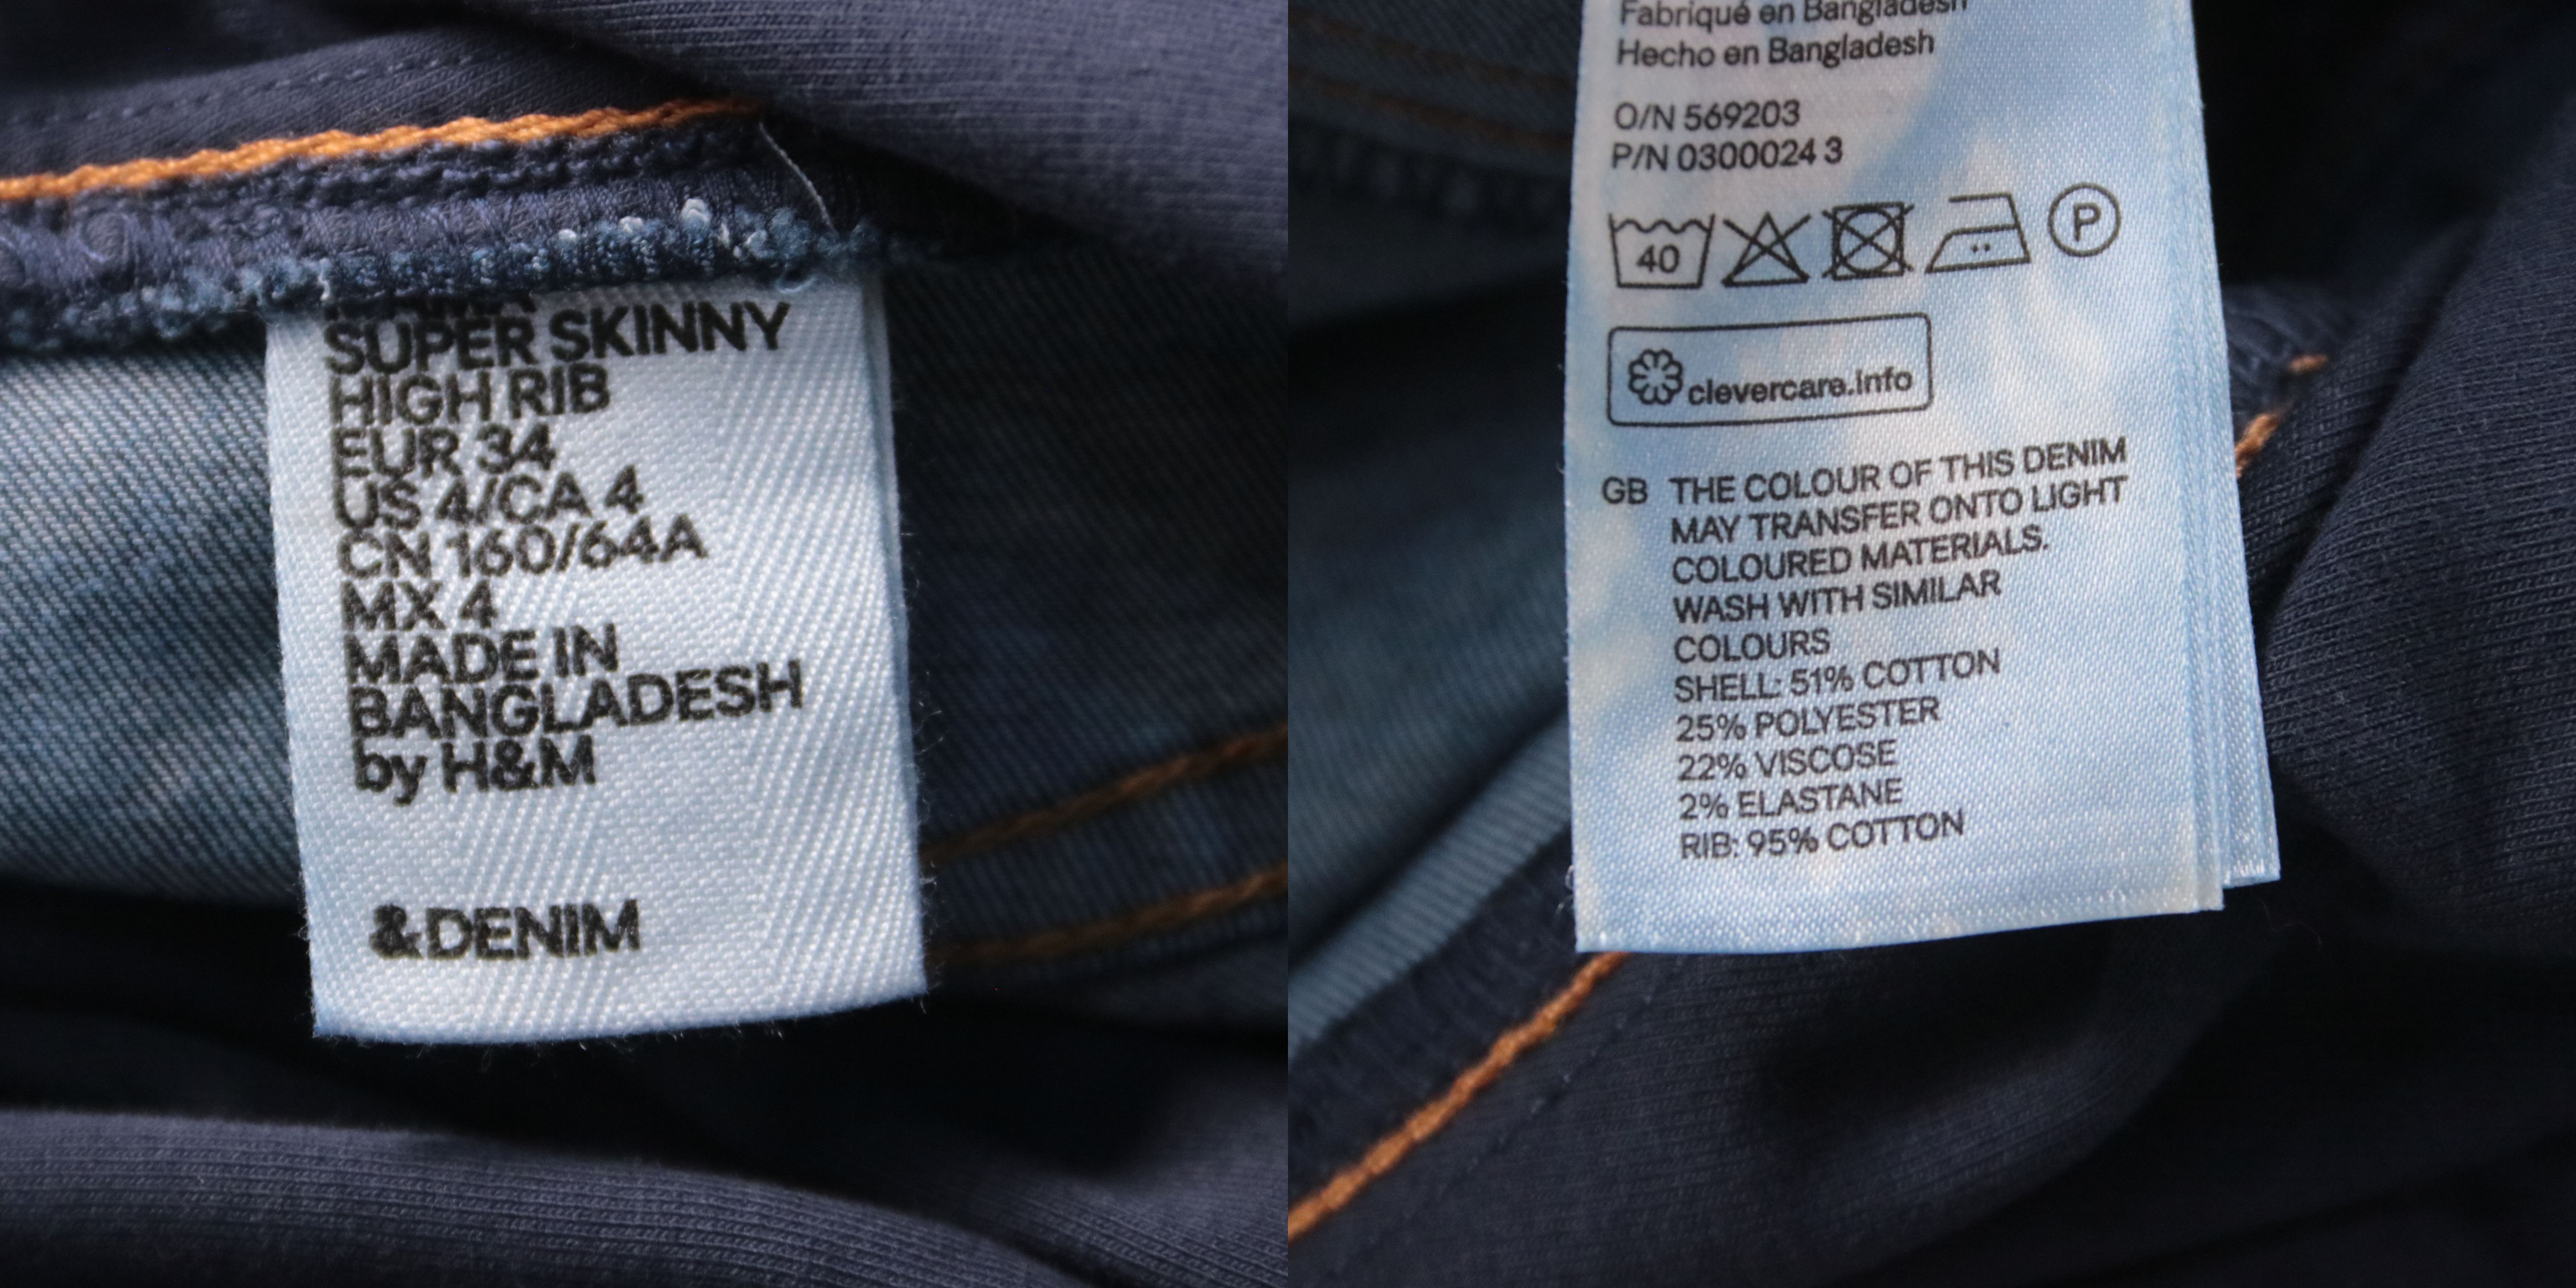 SUPER SKINNY
HIGH RIB
EUR 34
US 4/CA 4
CN 160/64A
MX 4
MADE IN
BANGLADESH
by H&M
&DENIM
Fabriqué en Bangladesh
Hecho en Bangladesh
O/N 569203
P/N 0300024 3
40
P
clevercare.info
GB THE COLOUR OF THIS DENIM
MAY TRANSFER ONTO LIGHT
COLOURED MATERIALS.
WASH WITH SIMILAR
COLOURS
SHELL: 51% COTTON
25% POLYESTER
22% VISCOSE
2% ELASTANE
RIB: 95% COTTON